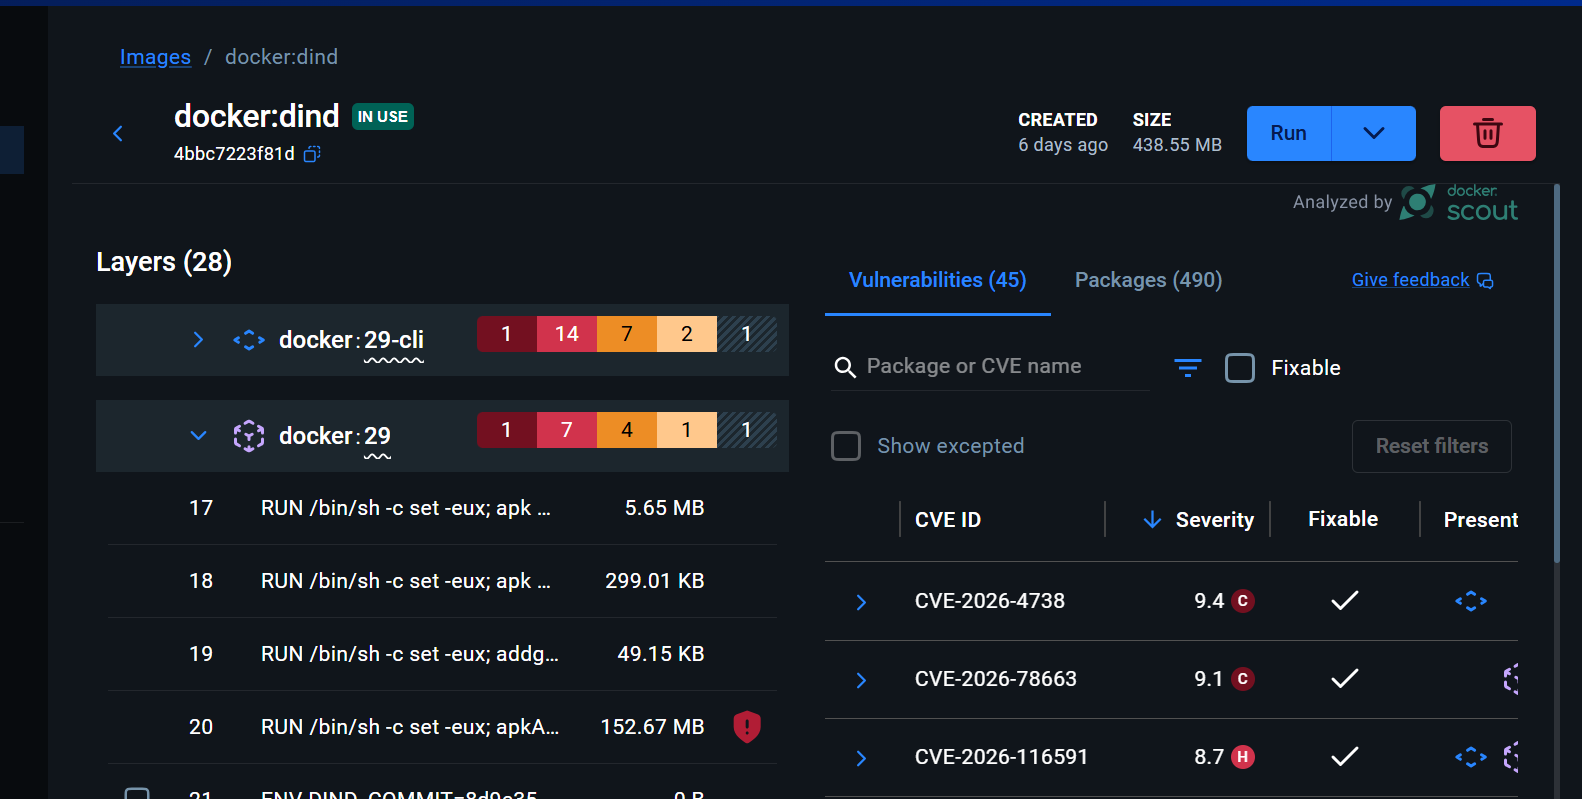 Images / docker:dind
docker:dind IN USE
4bbc7223f81d
CREATED
6 days ago
SIZE
438.55 MB
Run
Analyzed by docker scout
Layers (28)
docker:29-cli 1 14 7 2 1
docker:29 1 7 4 1 1
17 RUN /bin/sh -c set -eux; apk ... 5.65 MB
18 RUN /bin/sh -c set -eux; apk ... 299.01 KB
19 RUN /bin/sh -c set -eux; addg... 49.15 KB
20 RUN /bin/sh -c set -eux; apkA... 152.67 MB
21 ENV DIND_COMMIT=8d9e35 0 B
Vulnerabilities (45) Packages (490) Give feedback
Package or CVE name Fixable
Show excepted Reset filters
CVE ID Severity Fixable Present
CVE-2026-4738 9.4 C
CVE-2026-78663 9.1 C
CVE-2026-116591 8.7 H